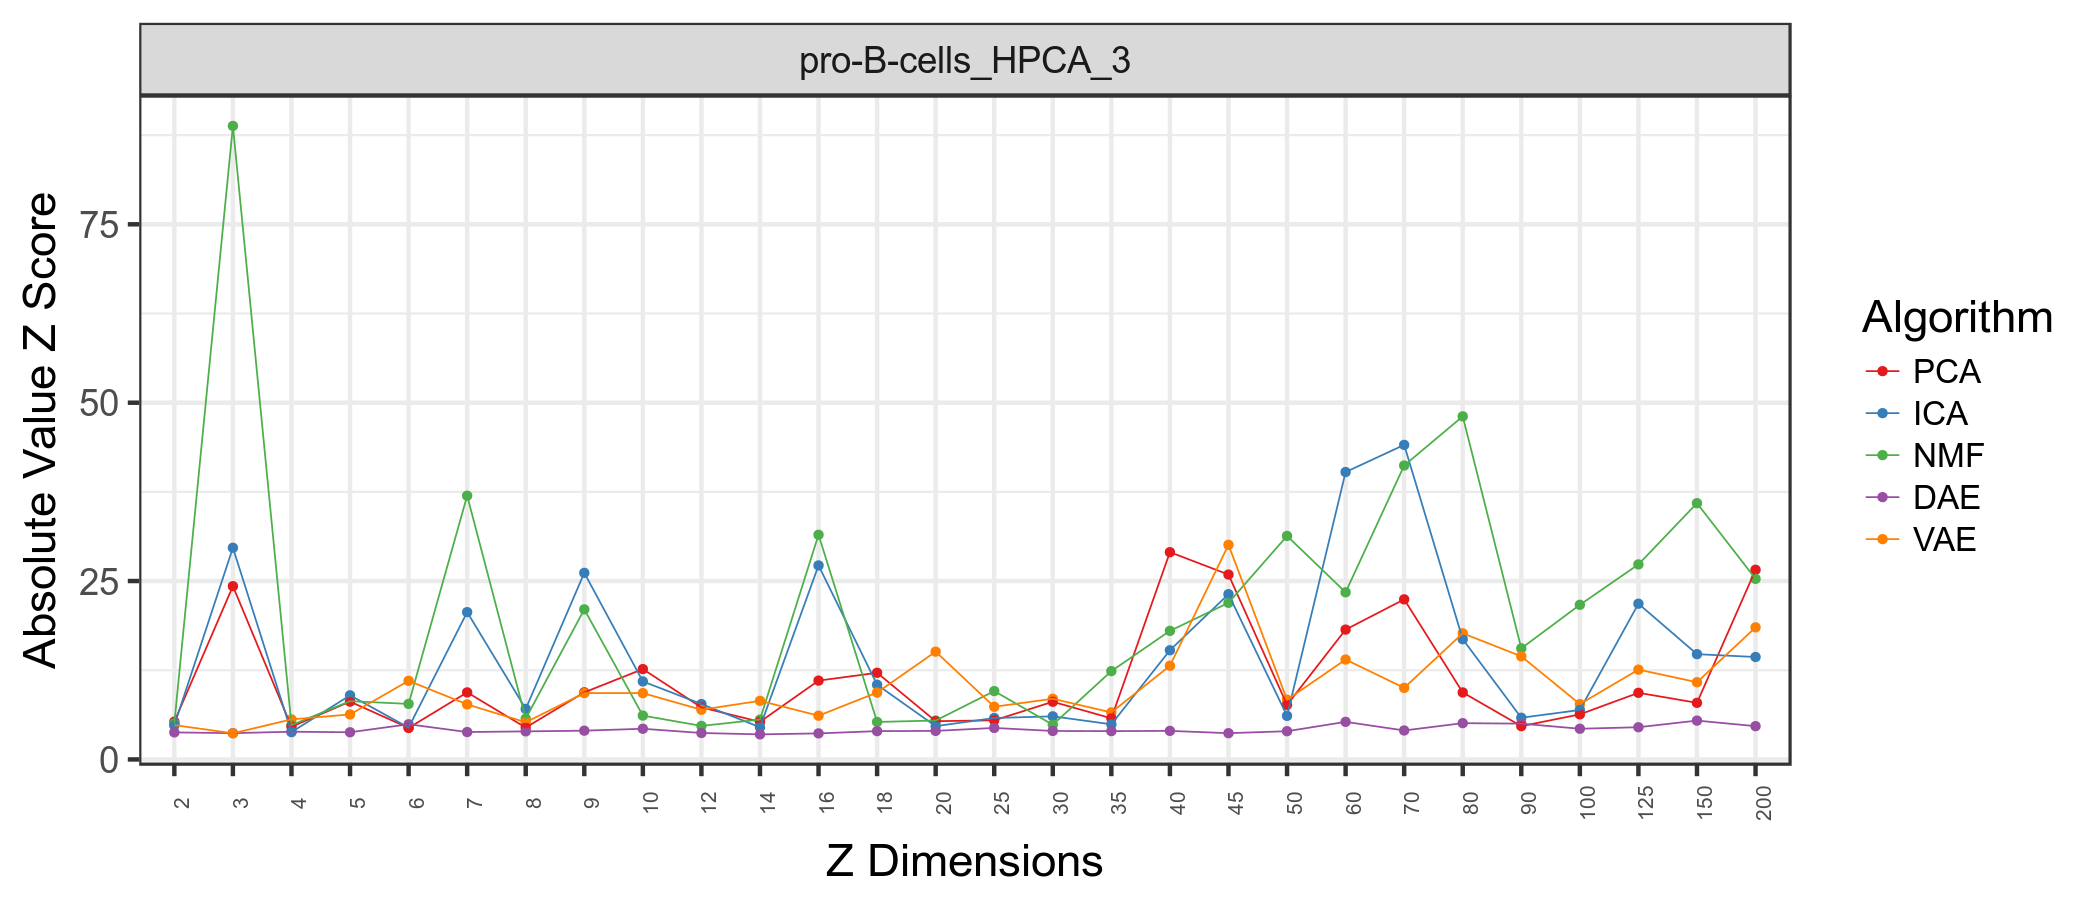 pro-B-cells_HPCA_3
Absolute Value Z Score
75
50
25
0
2 3 4 5 6 7 8 9 10 12 14 16 18 20 25 30 35 40 45 50 60 70 80 90 100 125 150 200
Z Dimensions
Algorithm
PCA
ICA
NMF
DAE
VAE